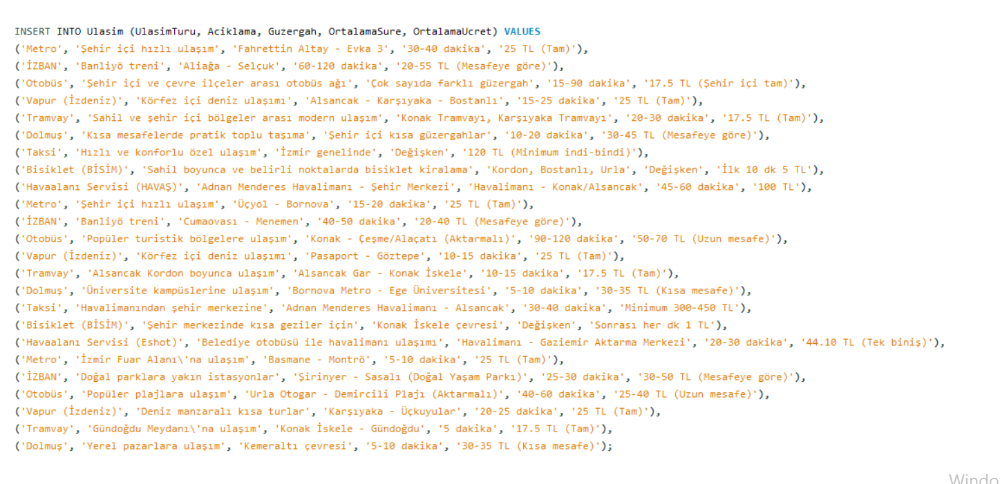 INSERT INTO Ulasim (UlasimTuru, Aciklama, Guzergah, OrtalamaSure, OrtalamaUcret) VALUES
('Metro', 'Şehir içi hızlı ulaşım', 'Fahrettin Altay - Evka 3', '30-40 dakika', '25 TL (Tam)'),
('İZBAN', 'Banliyö treni', 'Aliağa - Selçuk', '60-120 dakika', '20-55 TL (Mesafeye göre)'),
('Otobüs', 'Şehir içi ve çevre ilçeler arası otobüs ağı', 'Çok sayıda farklı güzergah', '15-90 dakika', '17.5 TL (Şehir içi tam)'),
('Vapur (İzdeniz)', 'Körfez içi deniz ulaşımı', 'Alsancak - Karşıyaka - Bostanlı', '15-25 dakika', '25 TL (Tam)'),
('Tramvay', 'Sahil ve şehir içi bölgeler arası modern ulaşım', 'Konak Tramvayı, Karşıyaka Tramvayı', '20-30 dakika', '17.5 TL (Tam)'),
('Dolmuş', 'Kısa mesafelerde pratik toplu taşıma', 'Şehir içi kısa güzergahlar', '10-20 dakika', '30-45 TL (Mesafeye göre)'),
('Taksi', 'Hızlı ve konforlu özel ulaşım', 'İzmir genelinde', 'Değişken', '120 TL (Minimum indi-bindi)'),
('Bisiklet (BİSİM)', 'Sahil boyunca ve belirli noktalarda bisiklet kiralama', 'Kordon, Bostanlı, Urla', 'Değişken', 'İlk 10 dk 5 TL'),
('Havaalanı Servisi (HAVAŞ)', 'Adnan Menderes Havalimanı - Şehir Merkezi', 'Havalimanı - Konak/Alsancak', '45-60 dakika', '100 TL'),
('Metro', 'Şehir içi hızlı ulaşım', 'Üçyol - Bornova', '15-20 dakika', '25 TL (Tam)'),
('İZBAN', 'Banliyö treni', 'Cumaovası - Menemen', '40-50 dakika', '20-40 TL (Mesafeye göre)'),
('Otobüs', 'Popüler turistik bölgelere ulaşım', 'Konak - Çeşme/Alaçatı (Aktarmalı)', '90-120 dakika', '50-70 TL (Uzun mesafe)'),
('Vapur (İzdeniz)', 'Körfez içi deniz ulaşımı', 'Pasaport - Göztepe', '10-15 dakika', '25 TL (Tam)'),
('Tramvay', 'Alsancak Kordon boyunca ulaşım', 'Alsancak Gar - Konak İskele', '10-15 dakika', '17.5 TL (Tam)'),
('Dolmuş', 'Üniversite kampüslerine ulaşım', 'Bornova Metro - Ege Üniversitesi', '5-10 dakika', '30-35 TL (Kısa mesafe)'),
('Taksi', 'Havalimanından şehir merkezine', 'Adnan Menderes Havalimanı - Alsancak', '30-40 dakika', 'Minimum 300-450 TL'),
('Bisiklet (BİSİM)', 'Şehir merkezinde kısa geziler için', 'Konak İskele çevresi', 'Değişken', 'Sonrası her dk 1 TL'),
('Havaalanı Servisi (Eshot)', 'Belediye otobüsü ile havalimanı ulaşımı', 'Havalimanı - Gaziemir Aktarma Merkezi', '20-30 dakika', '44.10 TL (Tek biniş)'),
('Metro', 'İzmir Fuar Alanı\'na ulaşım', 'Basmane - Montrö', '5-10 dakika', '25 TL (Tam)'),
('İZBAN', 'Doğal parklara yakın istasyonlar', 'Şirinyer - Sasalı (Doğal Yaşam Parkı)', '25-30 dakika', '30-50 TL (Mesafeye göre)'),
('Otobüs', 'Popüler plajlara ulaşım', 'Urla Otogar - Demircili Plajı (Aktarmalı)', '40-60 dakika', '25-40 TL (Uzun mesafe)'),
('Vapur (İzdeniz)', 'Deniz manzaralı kısa turlar', 'Karşıyaka - Üçkuyular', '20-25 dakika', '25 TL (Tam)'),
('Tramvay', 'Gündoğdu Meydanı\'na ulaşım', 'Konak İskele - Gündoğdu', '5 dakika', '17.5 TL (Tam)'),
('Dolmuş', 'Yerel pazarlara ulaşım', 'Kemeraltı çevresi', '5-10 dakika', '30-35 TL (Kısa mesafe)');
Windo